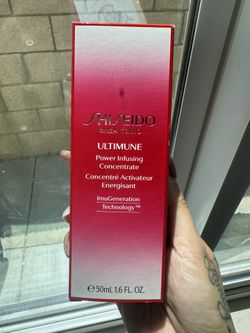 SHISEIDO
GINZA TOKYO
ULTIMUNE
Power Infusing
Concentrate
Concentré Activateur
Energisant
ImuGeneration
Technology™
℮50mL 1.6 FL. OZ.